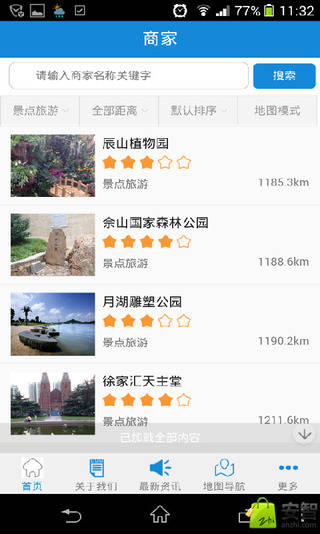 77% 11:32
商家
请输入商家名称关键字 搜索
景点旅游 全部距离 默认排序 地图模式
辰山植物园
景点旅游 1185.3km
佘山国家森林公园
景点旅游 1188.6km
月湖雕塑公园
景点旅游 1190.2km
徐家汇天主堂
景点旅游 1211.6km
已加载全部内容
首页 关于我们 最新资讯 地图导航 更多
安智
anzhi.com